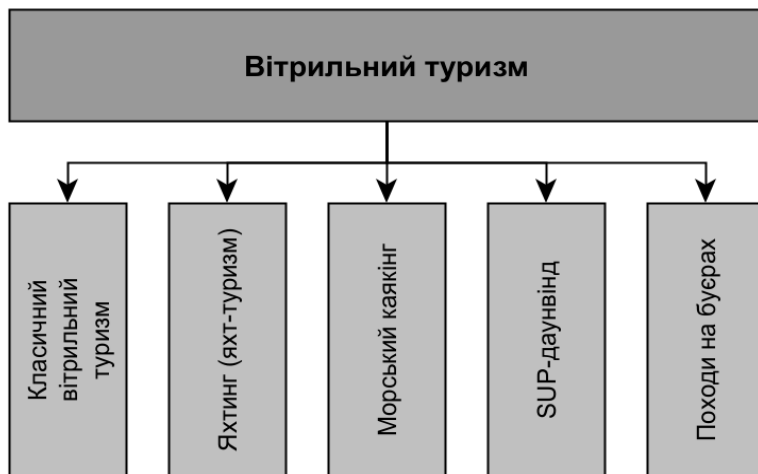 Вітрильний туризм
Класичний
вітрильний
туризм
Яхтинг (яхт-туризм)
Морський каякінг
SUP-даунвінд
Походи на буєрах